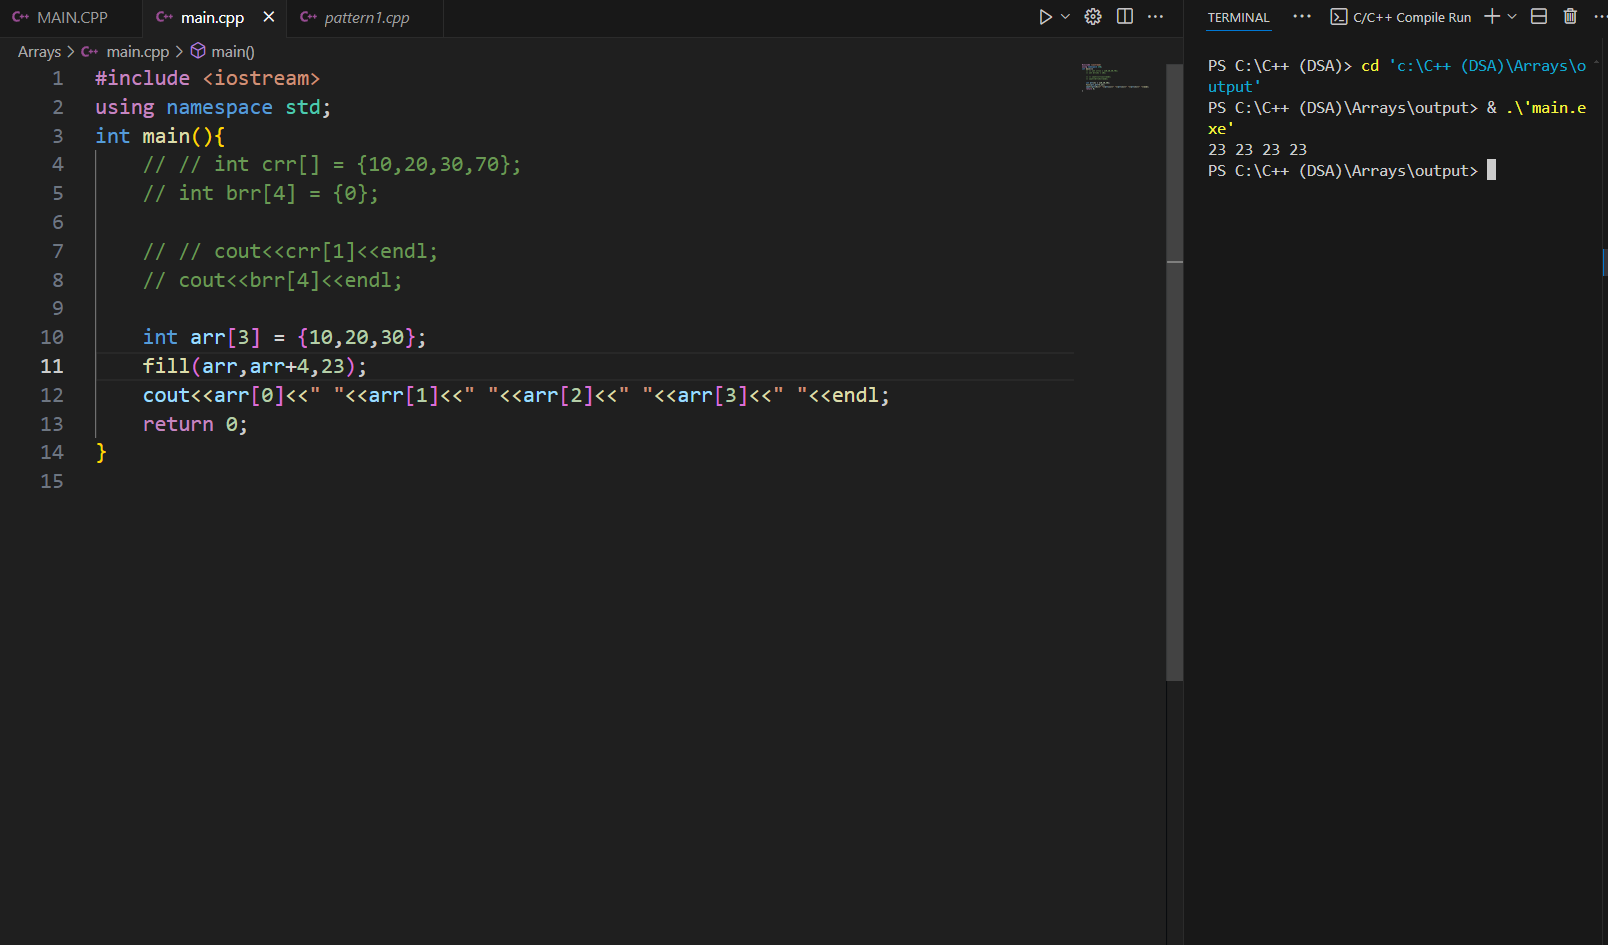 MAIN.CPP
main.cpp
pattern1.cpp
Arrays > main.cpp > main()
1 #include <iostream>
2 using namespace std;
3 int main(){
4     // // int crr[] = {10,20,30,70};
5     // int brr[4] = {0};
6
7     // // cout<<crr[1]<<endl;
8     // cout<<brr[4]<<endl;
9
10     int arr[3] = {10,20,30};
11     fill(arr,arr+4,23);
12     cout<<arr[0]<<" "<<arr[1]<<" "<<arr[2]<<" "<<arr[3]<<" "<<endl;
13     return 0;
14 }
15
TERMINAL
C/C++ Compile Run
PS C:\C++ (DSA)> cd 'c:\C++ (DSA)\Arrays\o
utput'
PS C:\C++ (DSA)\Arrays\output> & .\'main.e
xe'
23 23 23 23
PS C:\C++ (DSA)\Arrays\output>